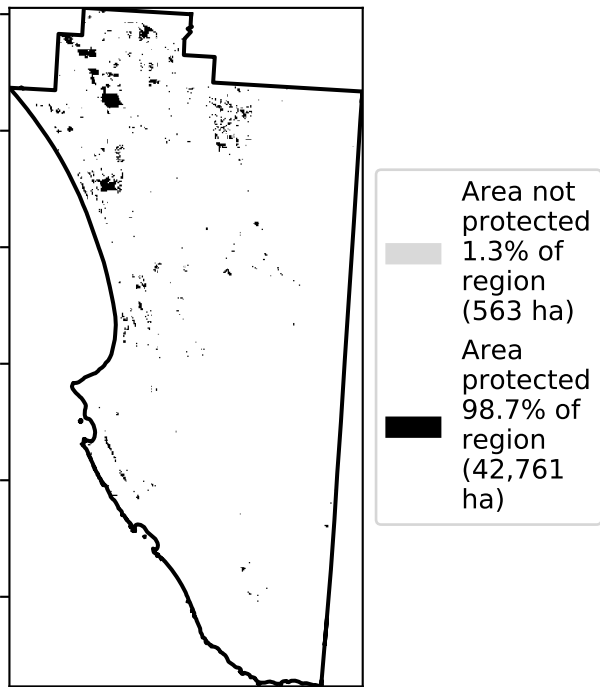 Area not
protected
1.3% of
region
(563 ha)
Area
protected
98.7% of
region
(42,761
ha)